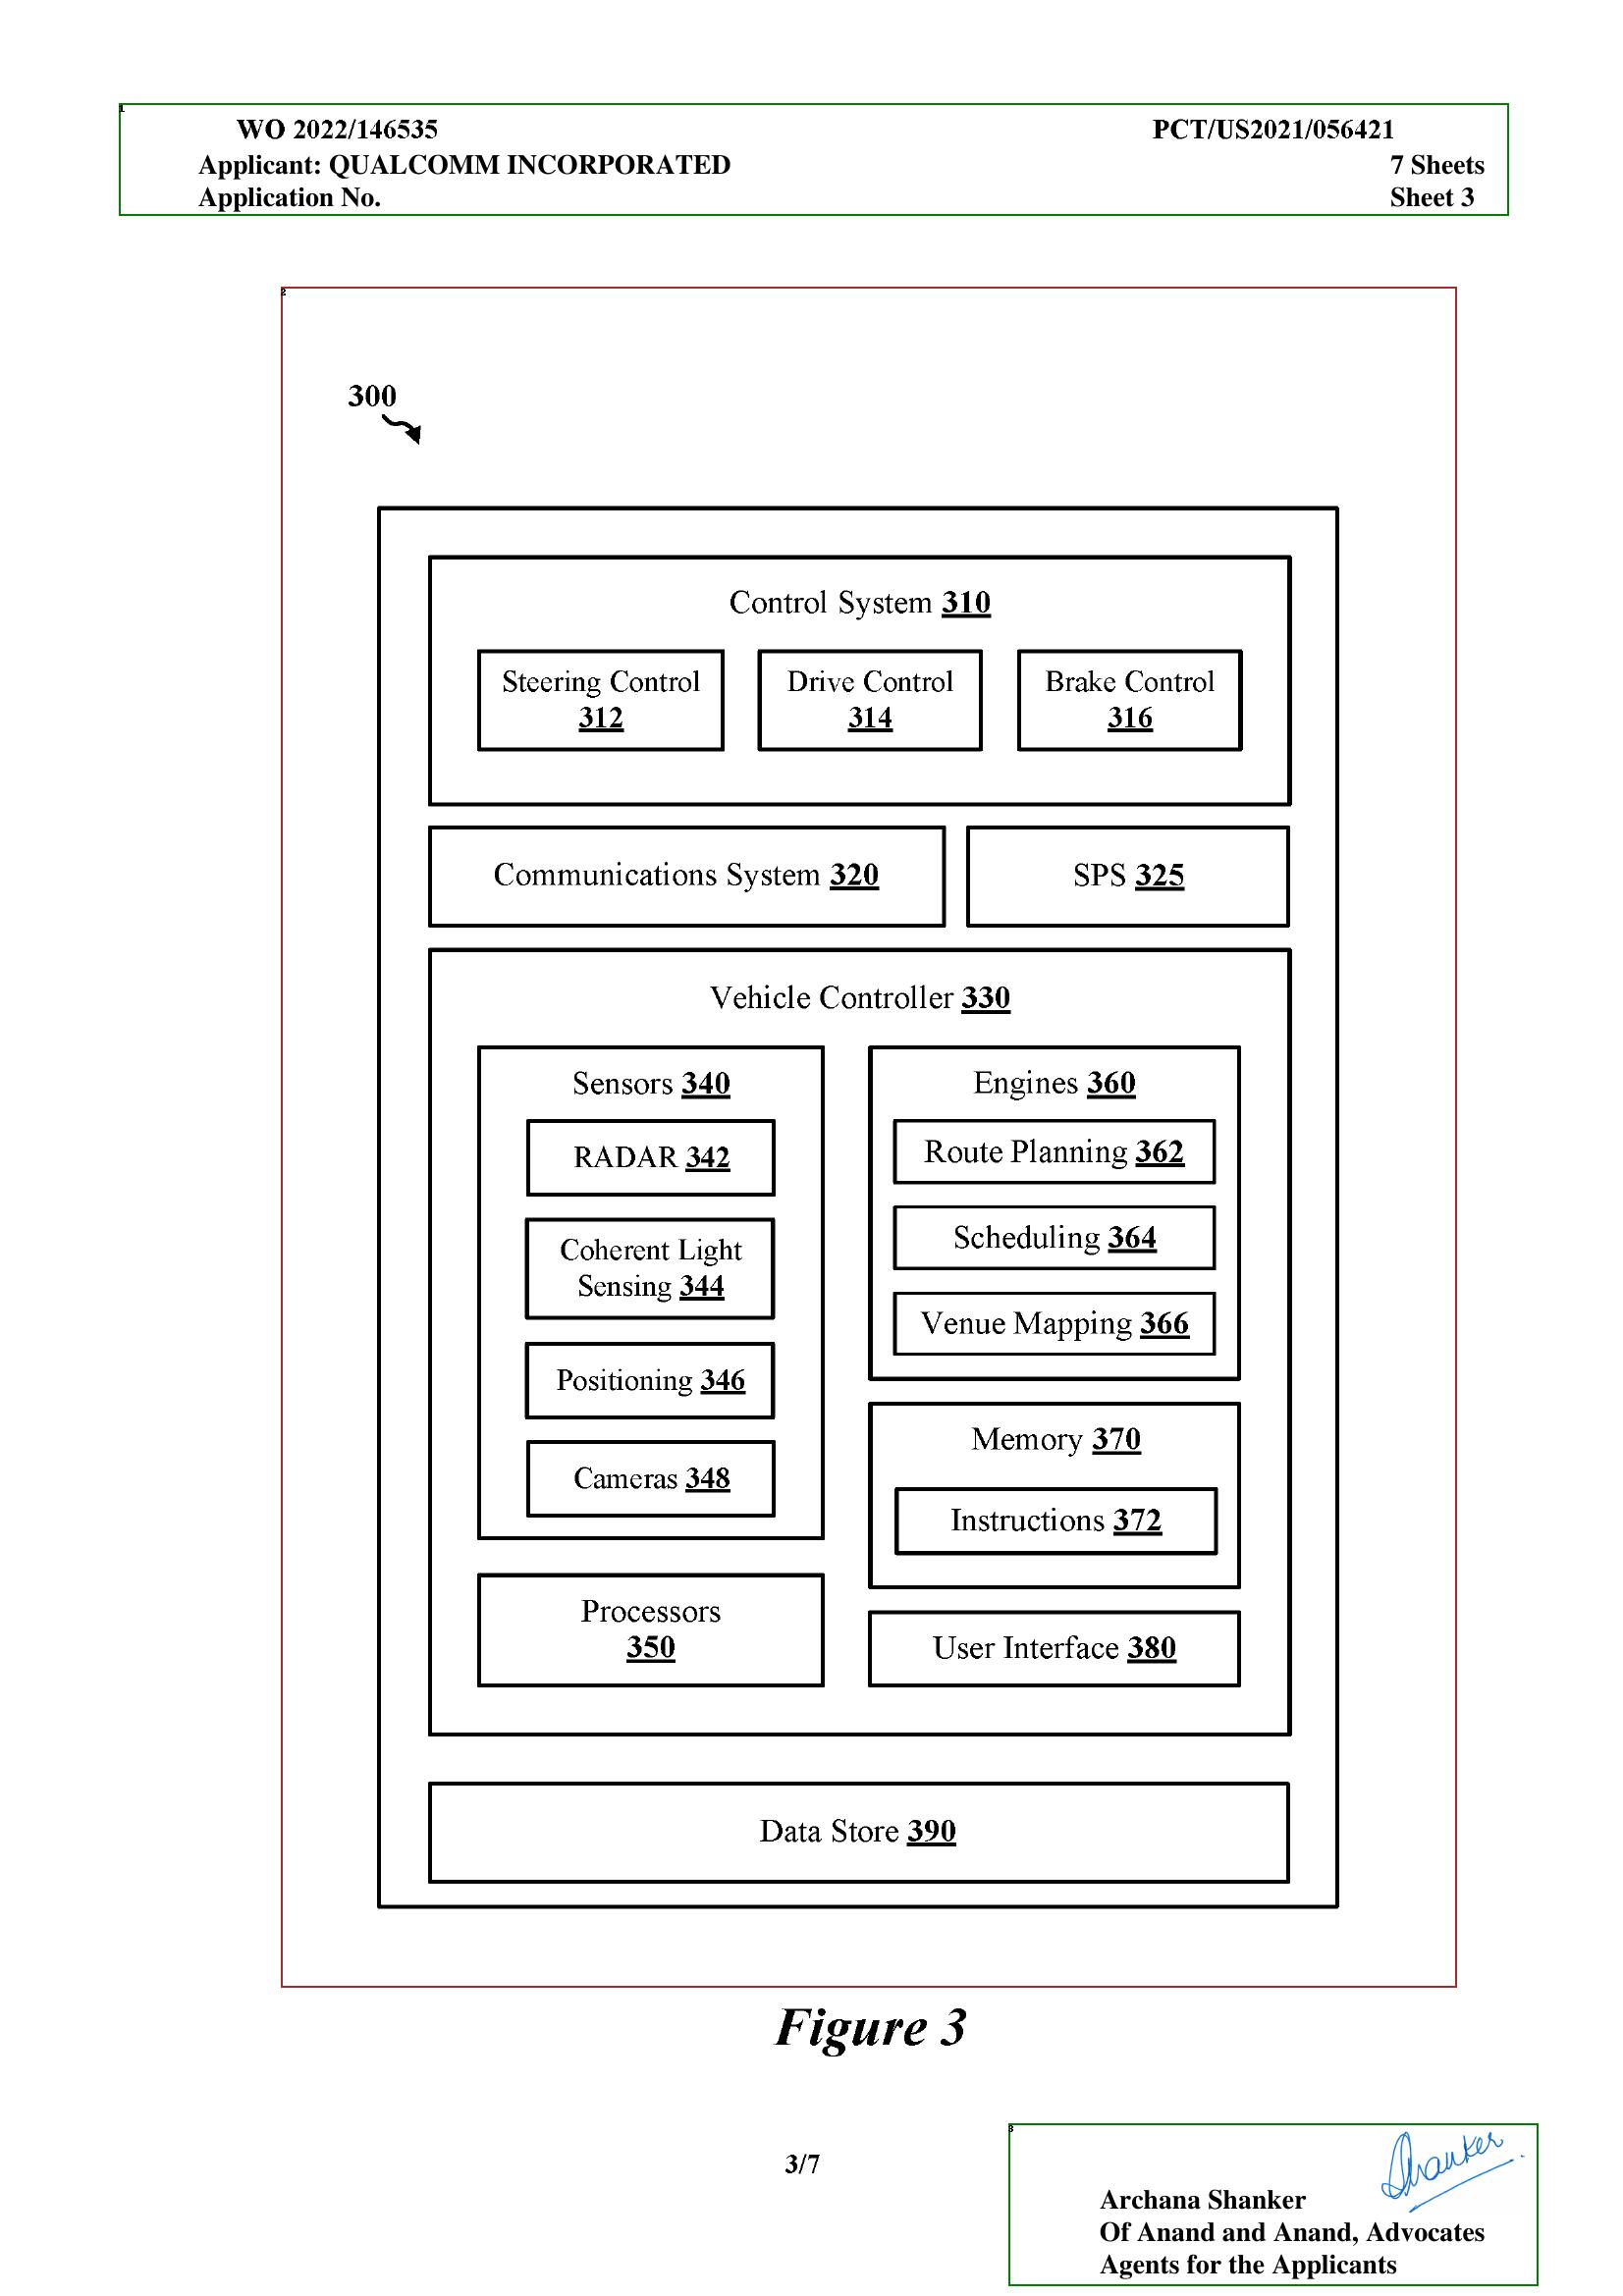 WO 2022/146535 PCT/US2021/056421
Applicant: QUALCOMM INCORPORATED 7 Sheets
Application No. Sheet 3
300
Control System 310
Steering Control
312
Drive Control
314
Brake Control
316
Communications System 320
SPS 325
Vehicle Controller 330
Sensors 340
RADAR 342
Coherent Light
Sensing 344
Positioning 346
Cameras 348
Processors
350
Engines 360
Route Planning 362
Scheduling 364
Venue Mapping 366
Memory 370
Instructions 372
User Interface 380
Data Store 390
Figure 3
3/7
Shanker
Archana Shanker
Of Anand and Anand, Advocates
Agents for the Applicants